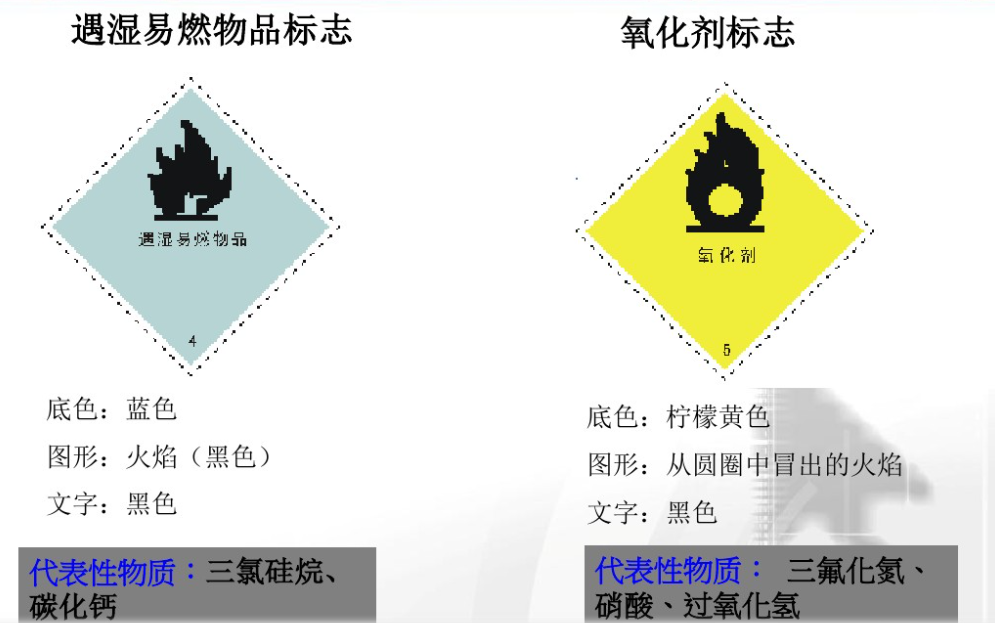 遇湿易燃物品标志
氧化剂标志
遇湿易燃物品
4
氧化剂
5
底色：蓝色
图形：火焰（黑色）
文字：黑色
底色：柠檬黄色
图形：从圆圈中冒出的火焰
文字：黑色
代表性物质：三氯硅烷、
碳化钙
代表性物质： 三氟化氮、
硝酸、过氧化氢